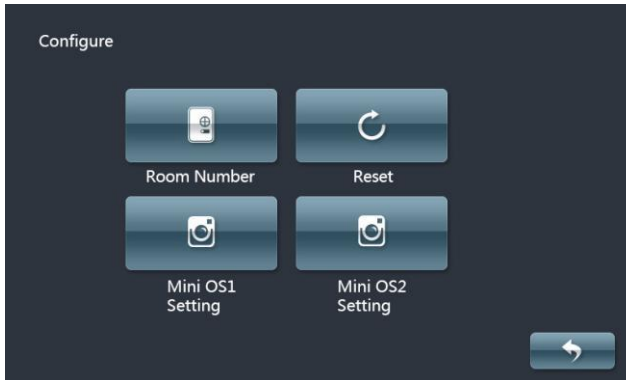 Configure
Room Number
Reset
Mini OS1
Setting
Mini OS2
Setting